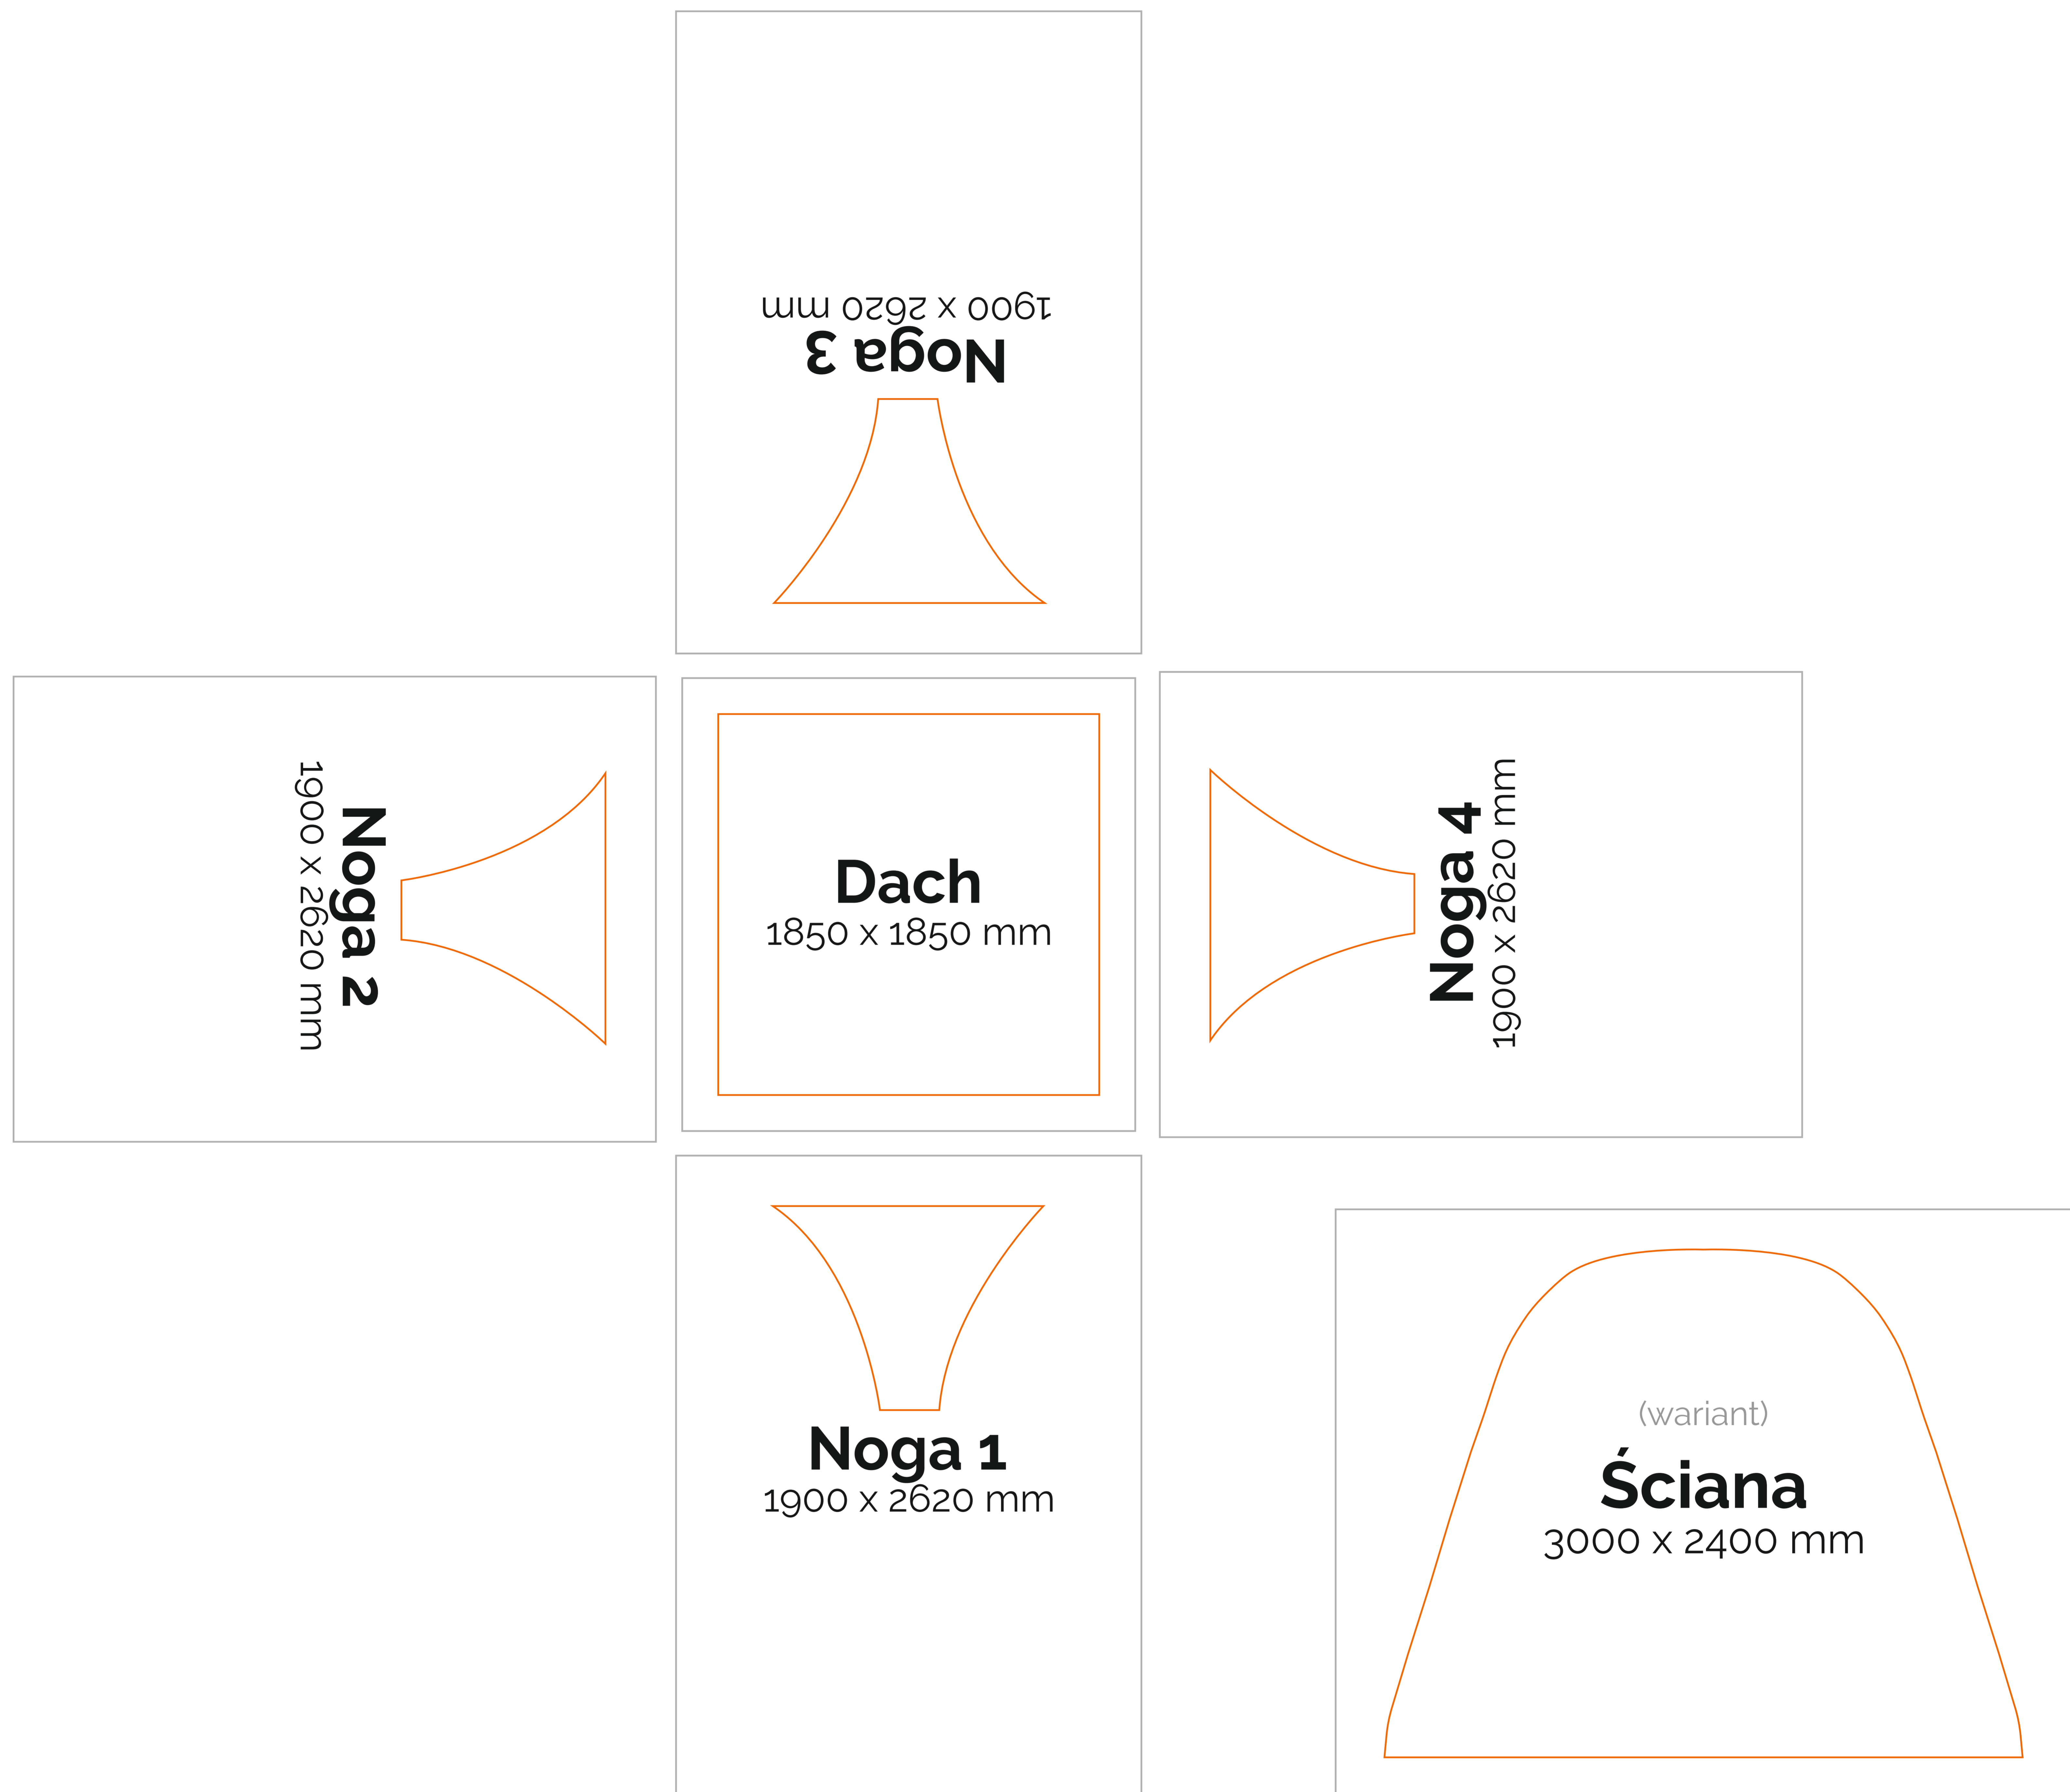 1900 x 2620 mm
Noga 3
Noga 2
1900 x 2620 mm
Dach
1850 x 1850 mm
Noga 4
1900 x 2620 mm
Noga 1
1900 x 2620 mm
(wariant)
Ściana
3000 x 2400 mm